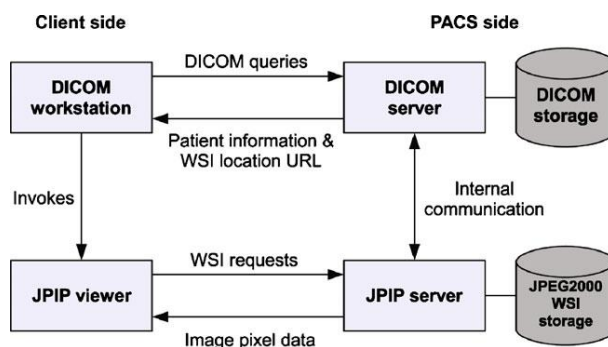 Client side
PACS side
DICOM queries
DICOM
workstation
DICOM
server
DICOM
storage
Patient information &
WSI location URL
Invokes
Internal
communication
WSI requests
JPIP viewer
JPIP server
JPEG2000
WSI
storage
Image pixel data